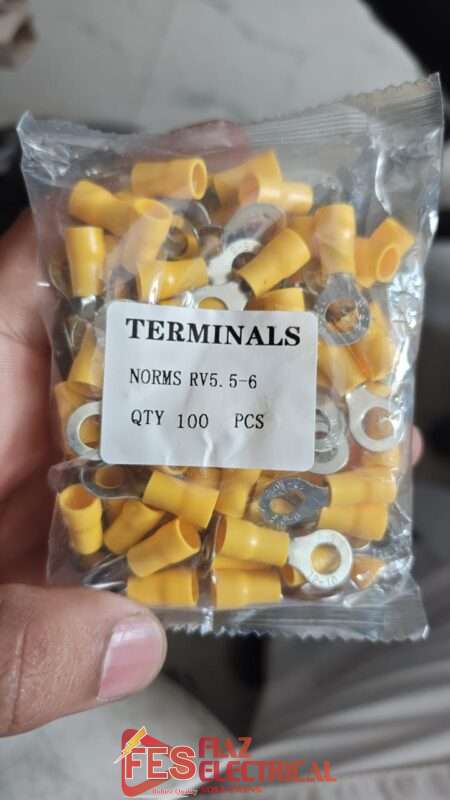 TERMINALS
NORMS RV5.5-6
QTY 100 PCS
FES FIAZ
ELECTRICAL